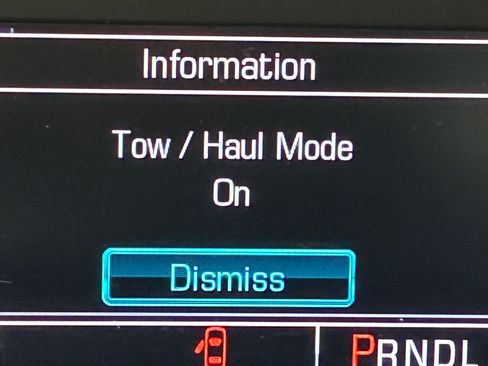 Information
Tow / Haul Mode
On
Dismiss
PRNDL